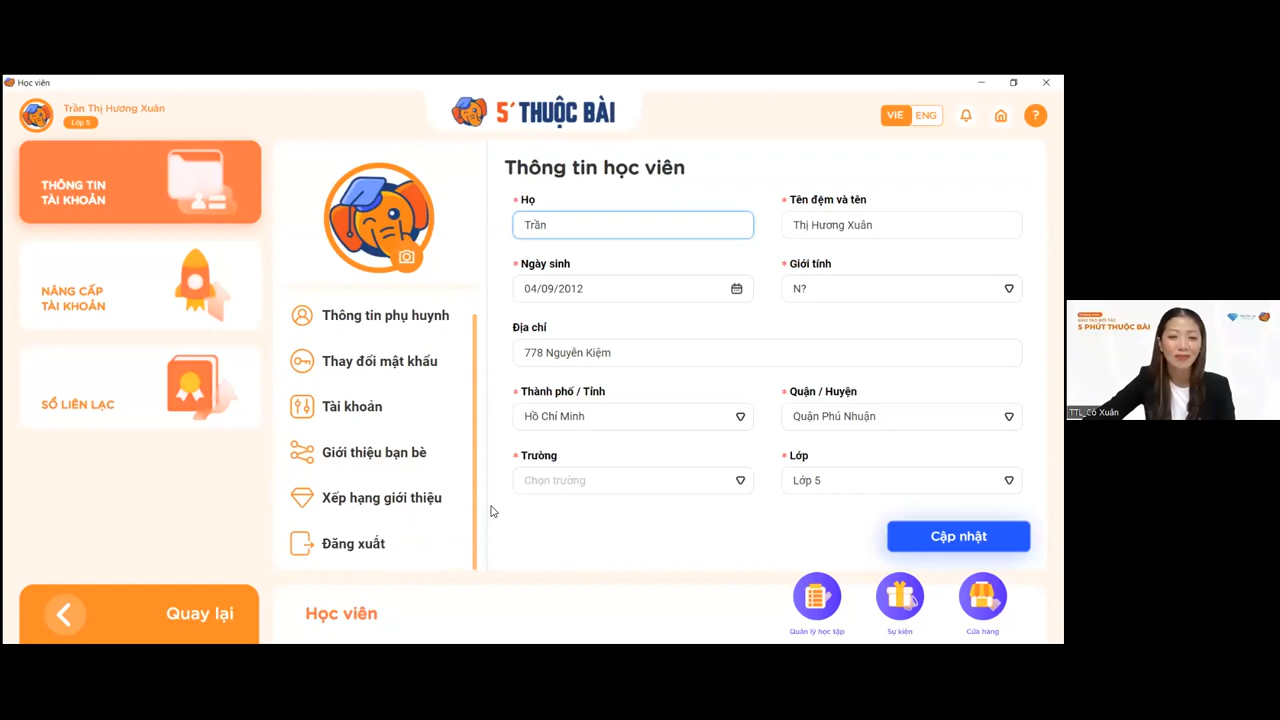 Học viên
Trần Thị Hương Xuân
Lớp 5
5' THUỘC BÀI
VIE ENG
?
THÔNG TIN
TÀI KHOẢN
NÂNG CẤP
TÀI KHOẢN
SỔ LIÊN LẠC
Quay lại
Thông tin phụ huynh
Thay đổi mật khẩu
Tài khoản
Giới thiệu bạn bè
Xếp hạng giới thiệu
Đăng xuất
Thông tin học viên
* Họ
* Tên đệm và tên
Trần
Thị Hương Xuân
* Ngày sinh
* Giới tính
04/09/2012
N?
Địa chỉ
778 Nguyễn Kiệm
* Thành phố / Tỉnh
* Quận / Huyện
Hồ Chí Minh
Quận Phú Nhuận
* Trường
* Lớp
Chọn trường
Lớp 5
Cập nhật
Học viên
Quản lý học tập
Sự kiện
Cửa hàng
ĐÀO TẠO ĐỐI TÁC
5 PHÚT THUỘC BÀI
TTL_Cô Xuân